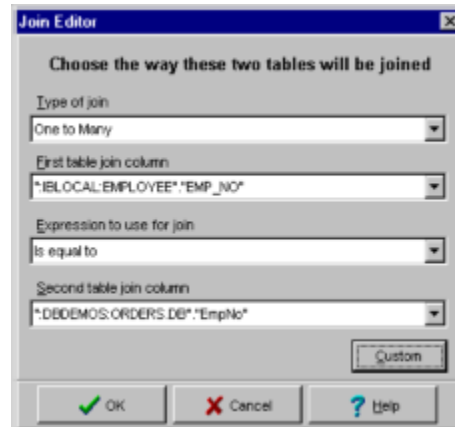 Join Editor
Choose the way these two tables will be joined
Type of join
One to Many
First table join column
":IBLOCAL:EMPLOYEE"."EMP_NO"
Expression to use for join
Is equal to
Second table join column
":DBDEMOS:ORDERS.DB"."EmpNo"
Custom
OK Cancel Help